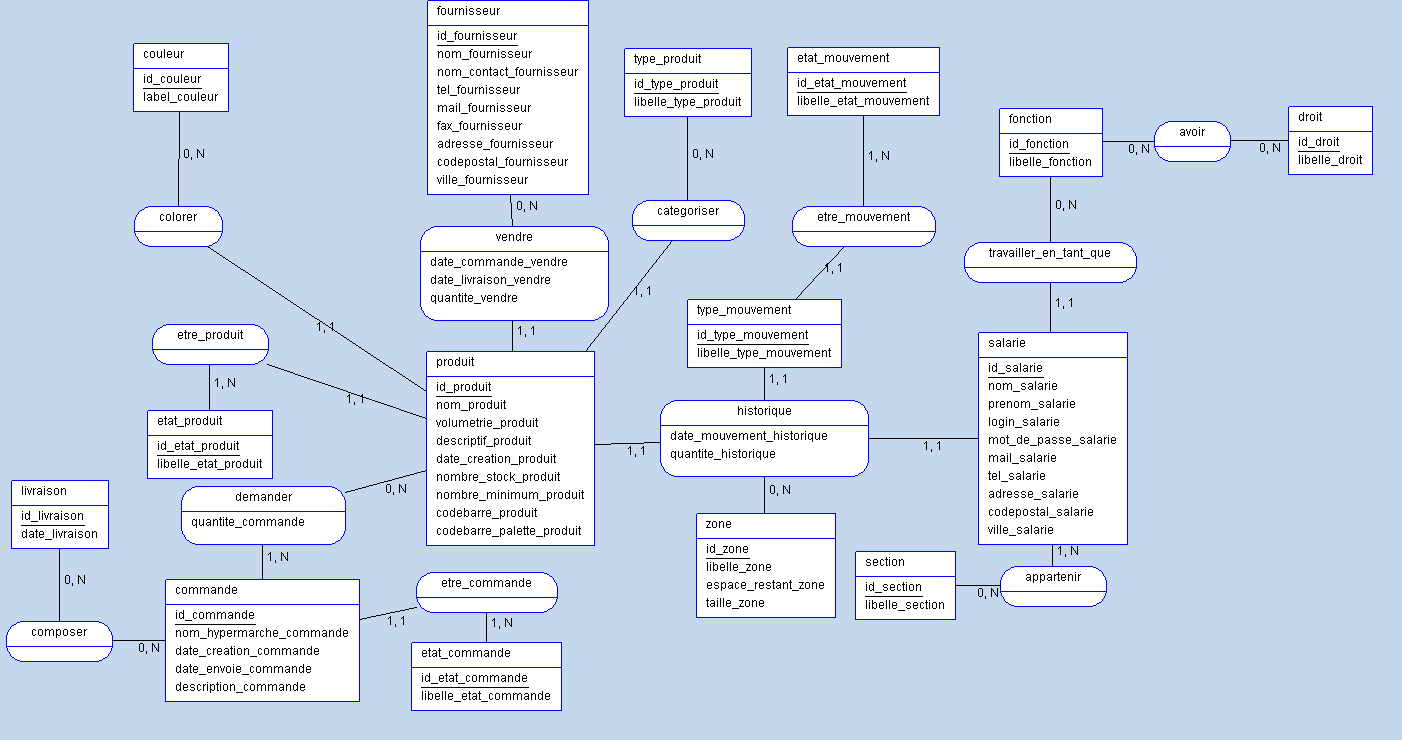 fournisseur
id_fournisseur
nom_fournisseur
nom_contact_fournisseur
tel_fournisseur
mail_fournisseur
fax_fournisseur
adresse_fournisseur
codepostal_fournisseur
ville_fournisseur
0, N
couleur
id_couleur
label_couleur
0, N
type_produit
id_type_produit
libelle_type_produit
0, N
etat_mouvement
id_etat_mouvement
libelle_etat_mouvement
1, N
fonction
id_fonction
libelle_fonction
0, N
avoir
0, N
droit
id_droit
libelle_droit
0, N
colorer
1, 1
vendre
date_commande_vendre
date_livraison_vendre
quantite_vendre
1, 1
categoriser
1, 1
etre_mouvement
1, 1
travailler_en_tant_que
1, 1
etre_produit
1, 1
1, N
etat_produit
id_etat_produit
libelle_etat_produit
produit
id_produit
nom_produit
volumetrie_produit
descriptif_produit
date_creation_produit
nombre_stock_produit
nombre_minimum_produit
codebarre_produit
codebarre_palette_produit
type_mouvement
id_type_mouvement
libelle_type_mouvement
1, 1
historique
date_mouvement_historique
quantite_historique
1, 1
1, 1
0, N
salarie
id_salarie
nom_salarie
prenom_salarie
login_salarie
mot_de_passe_salarie
mail_salarie
tel_salarie
adresse_salarie
codepostal_salarie
ville_salarie
1, N
livraison
id_livraison
date_livraison
0, N
demander
quantite_commande
0, N
1, N
zone
id_zone
libelle_zone
espace_restant_zone
taille_zone
section
id_section
libelle_section
0, N
appartenir
composer
0, N
commande
id_commande
nom_hypermarche_commande
date_creation_commande
date_envoie_commande
description_commande
1, 1
etre_commande
1, N
etat_commande
id_etat_commande
libelle_etat_commande